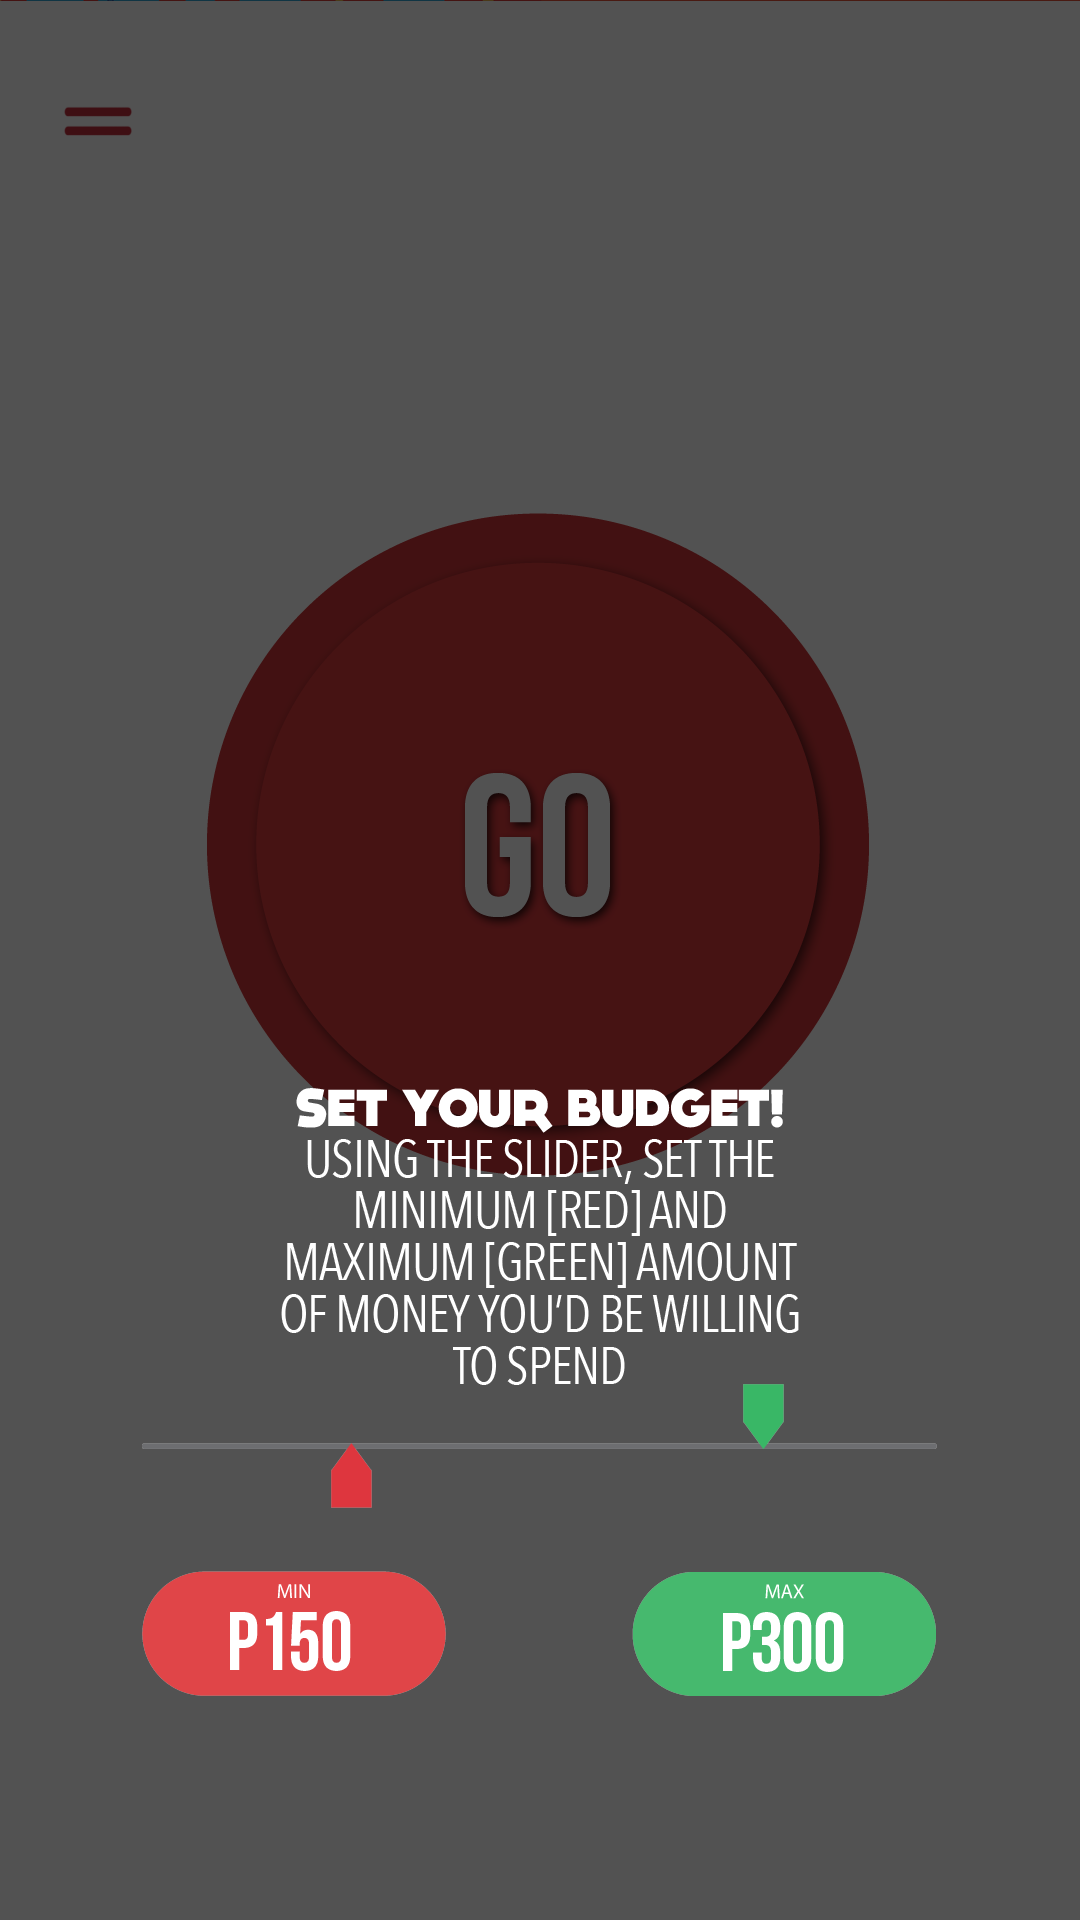 GO
SET YOUR BUDGET!
USING THE SLIDER, SET THE
MINIMUM [RED] AND
MAXIMUM [GREEN] AMOUNT
OF MONEY YOU'D BE WILLING
TO SPEND
MIN
P150
MAX
P300